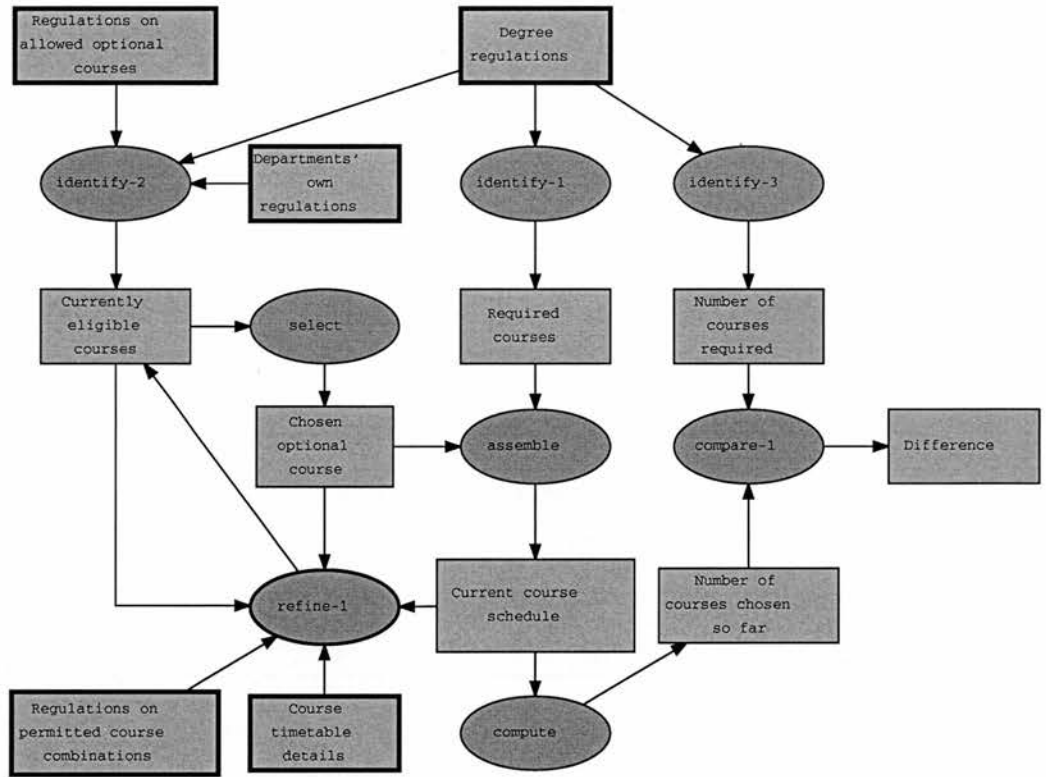 Regulations on
allowed optional
courses
Degree
regulations
identify-2
Departments'
own
regulations
identify-1
identify-3
Currently
eligible
courses
select
Required
courses
Number of
courses
required
Chosen
optional
course
assemble
compare-1
Difference
refine-1
Current course
schedule
Number of
courses chosen
so far
Regulations on
permitted course
combinations
Course
timetable
details
compute